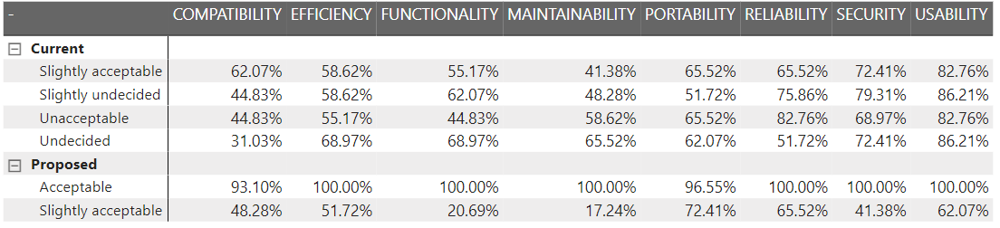 - COMPATIBILITY EFFICIENCY FUNCTIONALITY MAINTAINABILITY PORTABILITY RELIABILITY SECURITY USABILITY
Current
Slightly acceptable 62.07% 58.62% 55.17% 41.38% 65.52% 65.52% 72.41% 82.76%
Slightly undecided 44.83% 58.62% 62.07% 48.28% 51.72% 75.86% 79.31% 86.21%
Unacceptable 44.83% 55.17% 44.83% 58.62% 65.52% 82.76% 68.97% 82.76%
Undecided 31.03% 68.97% 68.97% 65.52% 62.07% 51.72% 72.41% 86.21%
Proposed
Acceptable 93.10% 100.00% 100.00% 100.00% 96.55% 100.00% 100.00% 100.00%
Slightly acceptable 48.28% 51.72% 20.69% 17.24% 72.41% 65.52% 41.38% 62.07%